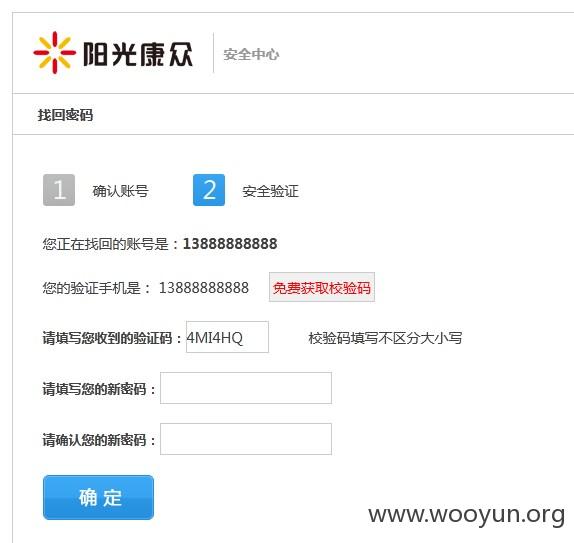 阳光康众 安全中心
找回密码
1 确认账号 2 安全验证
您正在找回的账号是：13888888888
您的验证手机是： 13888888888 免费获取校验码
请填写您收到的验证码：4MI4HQ 校验码填写不区分大小写
请填写您的新密码：
请确认您的新密码：
确 定
www.wooyun.org